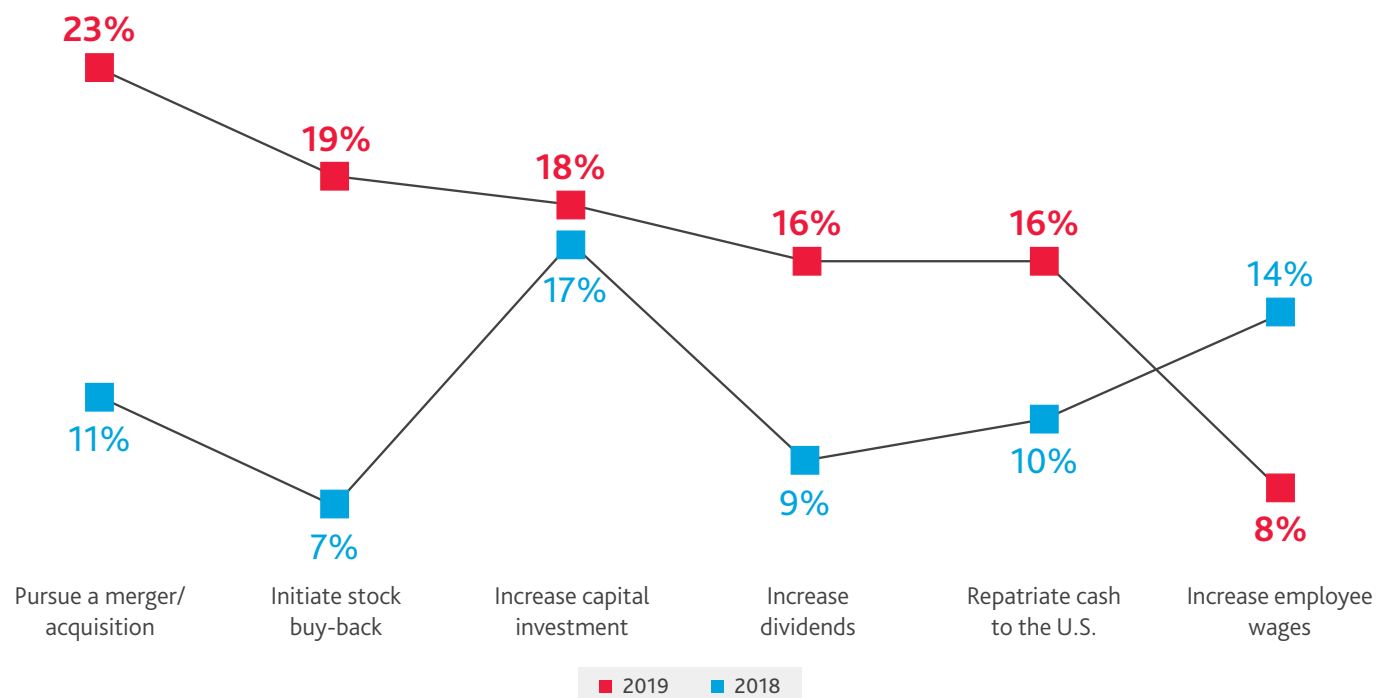 23%
19%
18%
16%
16%
14%
17%
11%
7%
9%
10%
8%
Pursue a merger/
acquisition
Initiate stock
buy-back
Increase capital
investment
Increase
dividends
Repatriate cash
to the U.S.
Increase employee
wages
2019
2018